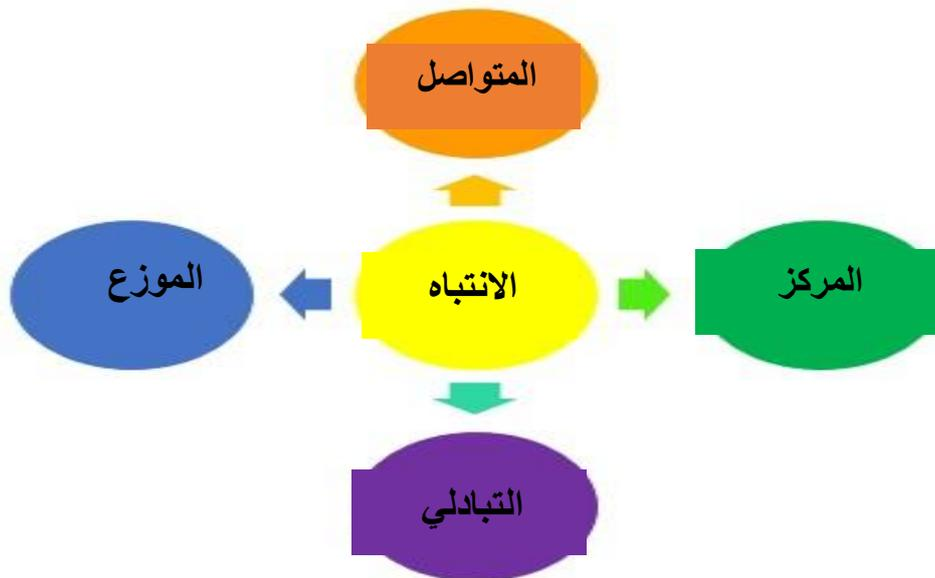 المتواصل
المركز
الانتباه
الموزع
التبادلي